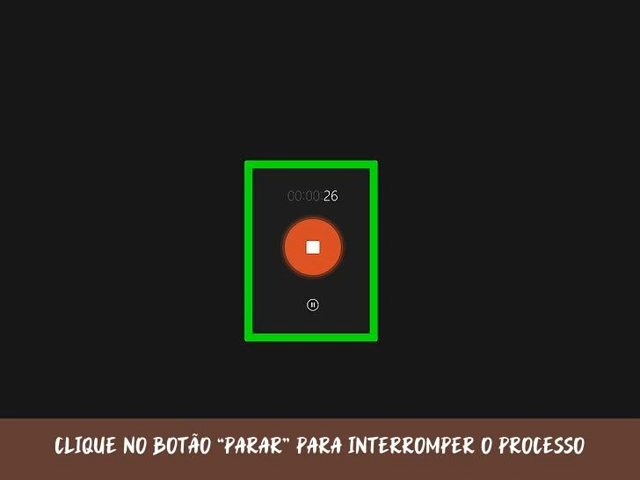 00:00:26
CLIQUE NO BOTÃO “PARAR” PARA INTERROMPER O PROCESSO